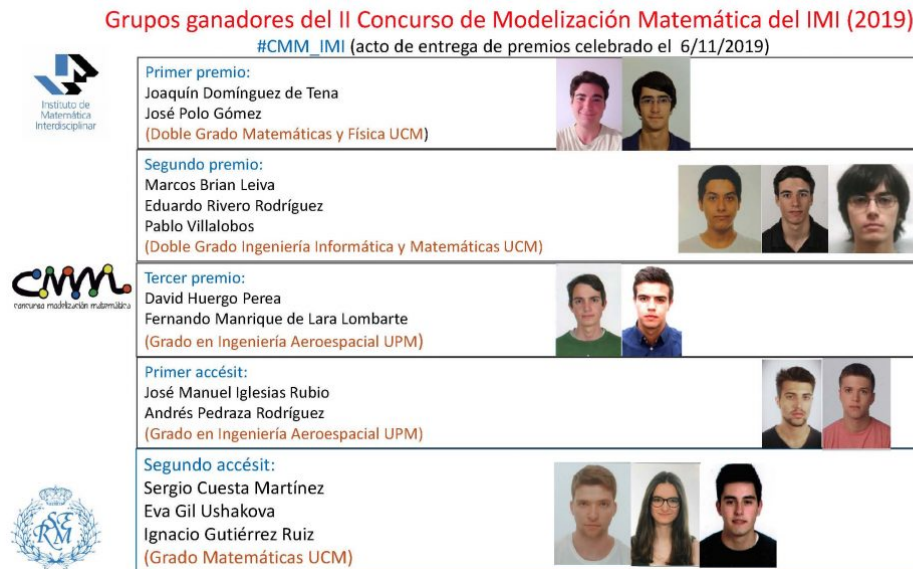 Grupos ganadores del II Concurso de Modelización Matemática del IMI (2019)
#CMM_IMI (acto de entrega de premios celebrado el 6/11/2019)
Instituto de
Matemática
Interdisciplinar
Primer premio:
Joaquín Domínguez de Tena
José Polo Gómez
(Doble Grado Matemáticas y Física UCM)
Segundo premio:
Marcos Brian Leiva
Eduardo Rivero Rodríguez
Pablo Villalobos
(Doble Grado Ingeniería Informática y Matemáticas UCM)
CMM
concurso modelización matemática
Tercer premio:
David Huergo Perea
Fernando Manrique de Lara Lombarte
(Grado en Ingeniería Aeroespacial UPM)
Primer accésit:
José Manuel Iglesias Rubio
Andrés Pedraza Rodríguez
(Grado en Ingeniería Aeroespacial UPM)
Segundo accésit:
Sergio Cuesta Martínez
Eva Gil Ushakova
Ignacio Gutiérrez Ruiz
(Grado Matemáticas UCM)
RSME